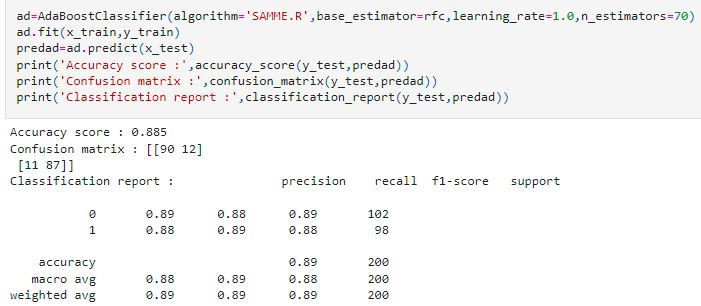 ad=AdaBoostClassifier(algorithm='SAMME.R',base_estimator=rfc,learning_rate=1.0,n_estimators=70)
ad.fit(x_train,y_train)
predad=ad.predict(x_test)
print('Accuracy score :',accuracy_score(y_test,predad))
print('Confusion matrix :',confusion_matrix(y_test,predad))
print('Classification report :',classification_report(y_test,predad))
Accuracy score : 0.885
Confusion matrix : [[90 12]
 [11 87]]
Classification report :               precision    recall  f1-score   support
           0       0.89      0.88      0.89       102
           1       0.88      0.89      0.88        98
    accuracy                           0.89       200
   macro avg       0.88      0.89      0.88       200
weighted avg       0.89      0.89      0.89       200